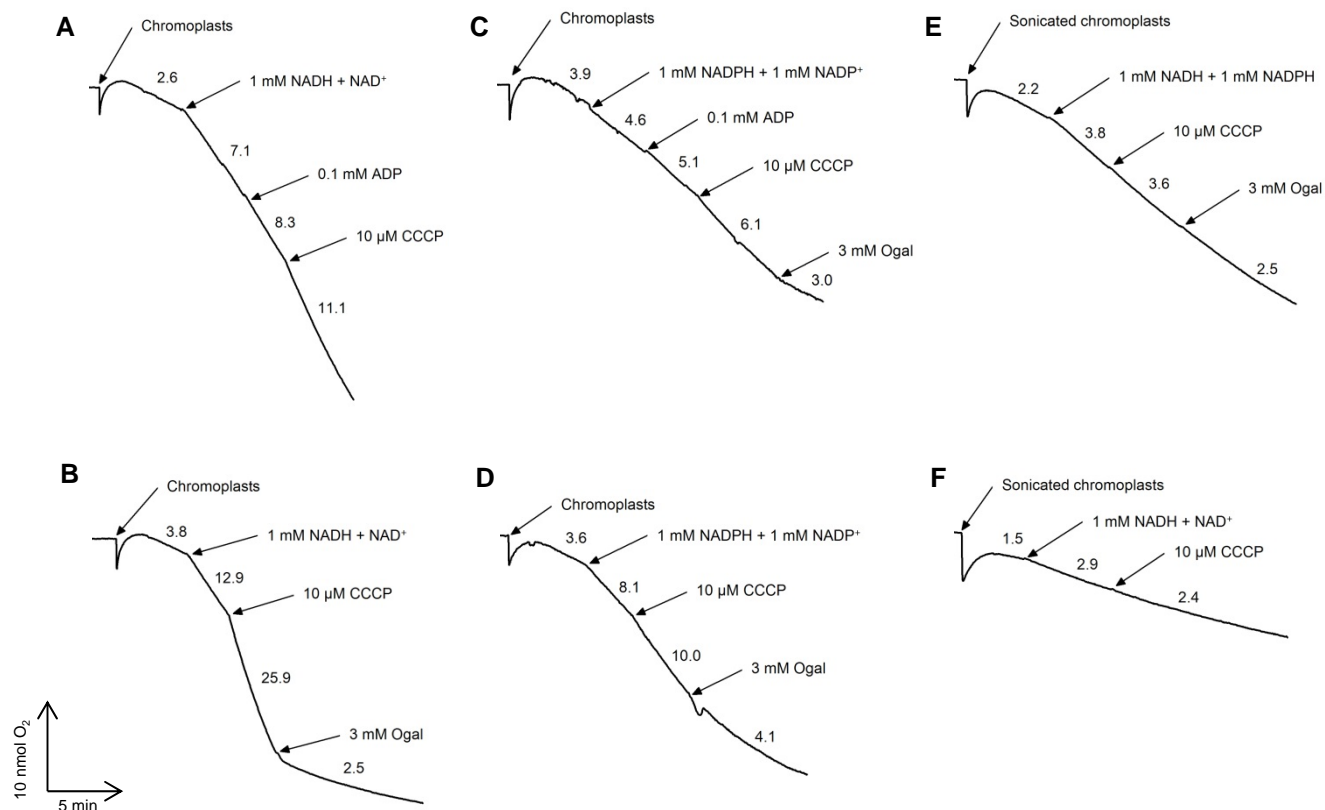 A
Chromoplasts
2.6
1 mM NADH + NAD⁺
7.1
0.1 mM ADP
8.3
10 µM CCCP
11.1
C
Chromoplasts
3.9
1 mM NADPH + 1 mM NADP⁺
4.6
0.1 mM ADP
5.1
10 µM CCCP
6.1
3 mM Ogal
3.0
E
Sonicated chromoplasts
2.2
1 mM NADH + 1 mM NADPH
3.8
10 µM CCCP
3.6
3 mM Ogal
2.5
B
Chromoplasts
3.8
1 mM NADH + NAD⁺
12.9
10 µM CCCP
25.9
3 mM Ogal
2.5
10 nmol O₂
5 min
D
Chromoplasts
3.6
1 mM NADPH + 1 mM NADP⁺
8.1
10 µM CCCP
10.0
3 mM Ogal
4.1
F
Sonicated chromoplasts
1.5
1 mM NADH + NAD⁺
2.9
10 µM CCCP
2.4